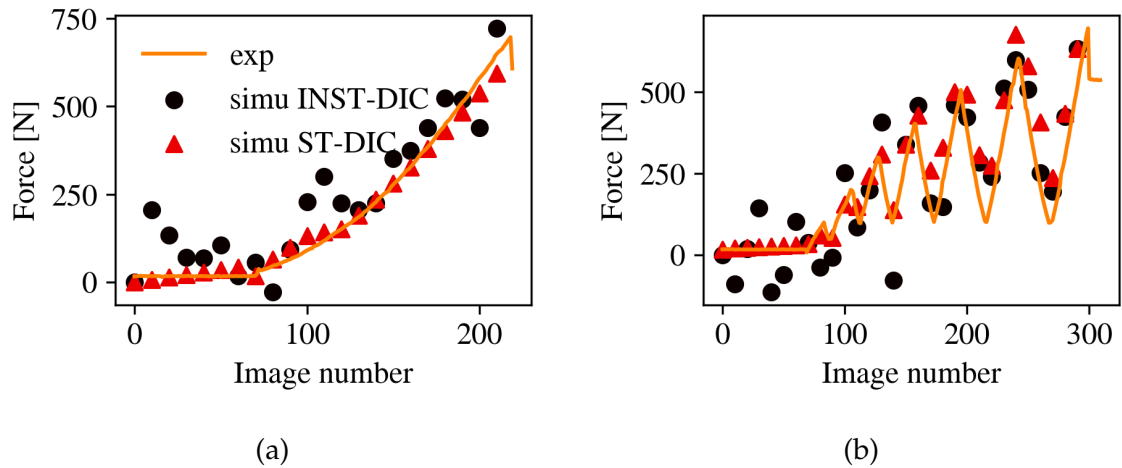 750
500
250
0
Force [N]
exp
simu INST-DIC
simu ST-DIC
0
100
200
Image number
(a)
500
250
0
Force [N]
0
100
200
300
Image number
(b)